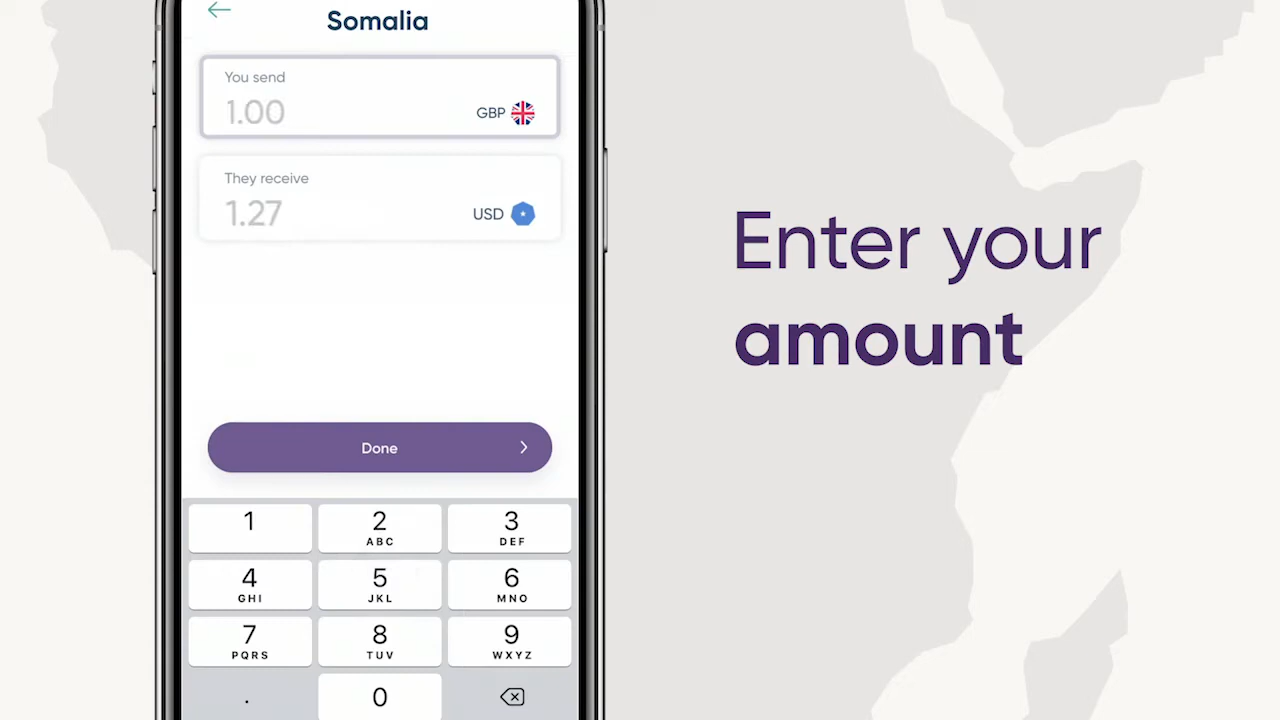 Somalia
You send
1.00
GBP
They receive
1.27
USD
Enter your
amount
Done
1
2
ABC
3
DEF
4
GHI
5
JKL
6
MNO
7
PQRS
8
TUV
9
WXYZ
.
0